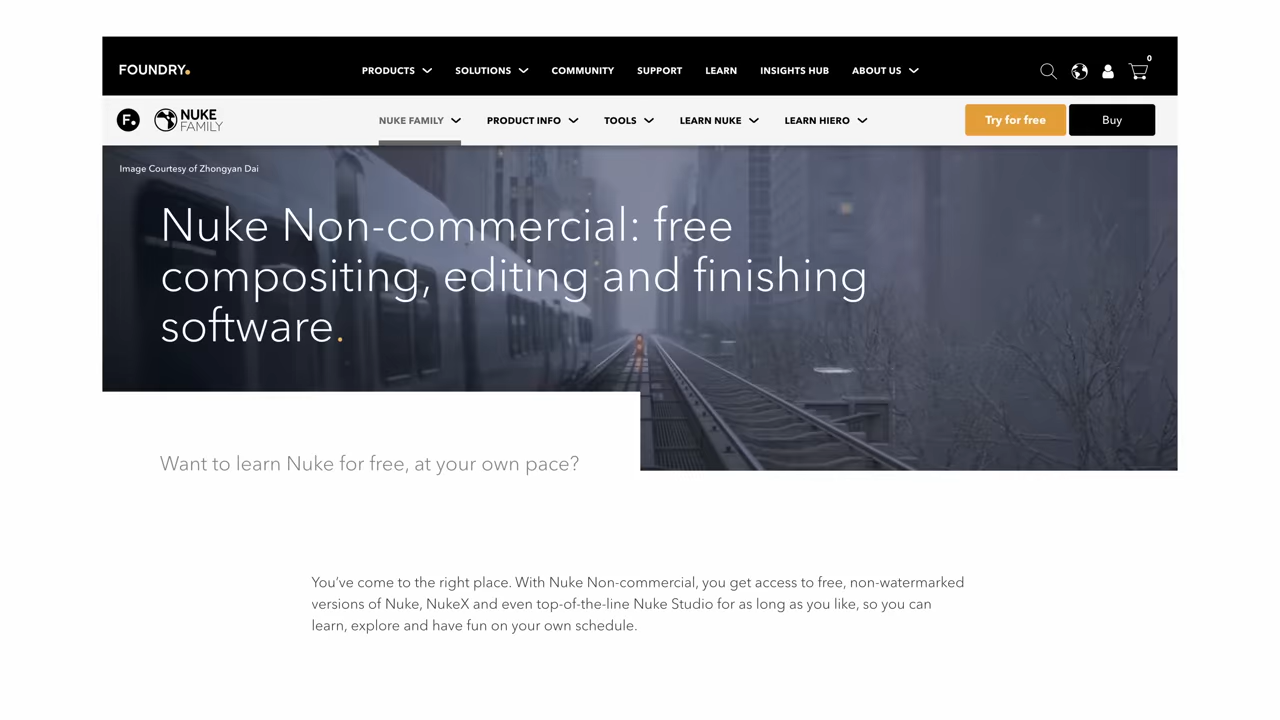 FOUNDRY.
PRODUCTS SOLUTIONS COMMUNITY SUPPORT LEARN INSIGHTS HUB ABOUT US 0
F. NUKE FAMILY NUKE FAMILY PRODUCT INFO TOOLS LEARN NUKE LEARN HIERO Try for free Buy
Image Courtesy of Zhongyan Dai
Nuke Non-commercial: free
compositing, editing and finishing
software.
Want to learn Nuke for free, at your own pace?
You’ve come to the right place. With Nuke Non-commercial, you get access to free, non-watermarked
versions of Nuke, NukeX and even top-of-the-line Nuke Studio for as long as you like, so you can
learn, explore and have fun on your own schedule.